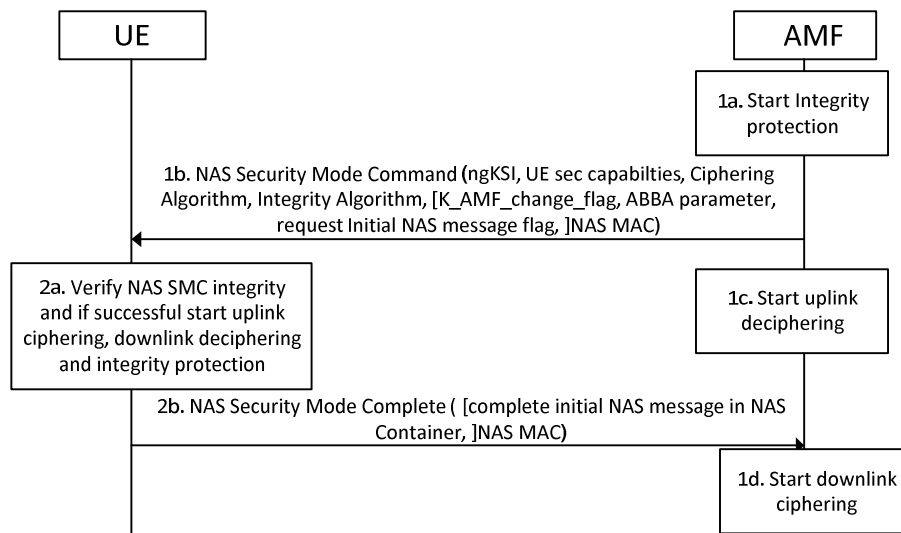 UE
AMF
1a. Start Integrity
protection
1b. NAS Security Mode Command (ngKSI, UE sec capabilties, Ciphering
Algorithm, Integrity Algorithm, [K_AMF_change_flag, ABBA parameter,
request Initial NAS message flag, ]NAS MAC)
2a. Verify NAS SMC integrity
and if successful start uplink
ciphering, downlink deciphering
and integrity protection
1c. Start uplink
deciphering
2b. NAS Security Mode Complete ( [complete initial NAS message in NAS
Container, ]NAS MAC)
1d. Start downlink
ciphering